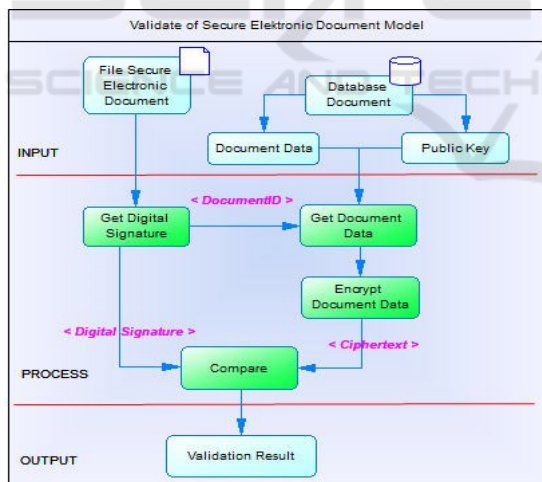 Validate of Secure Elektronic Document Model
File Secure
Electronic
Document
Database
Document
Document Data
Public Key
INPUT
< DocumentID >
Get Digital
Signature
Get Document
Data
Encrypt
Document Data
< Digital Signature >
< Ciphertext >
Compare
PROCESS
Validation Result
OUTPUT